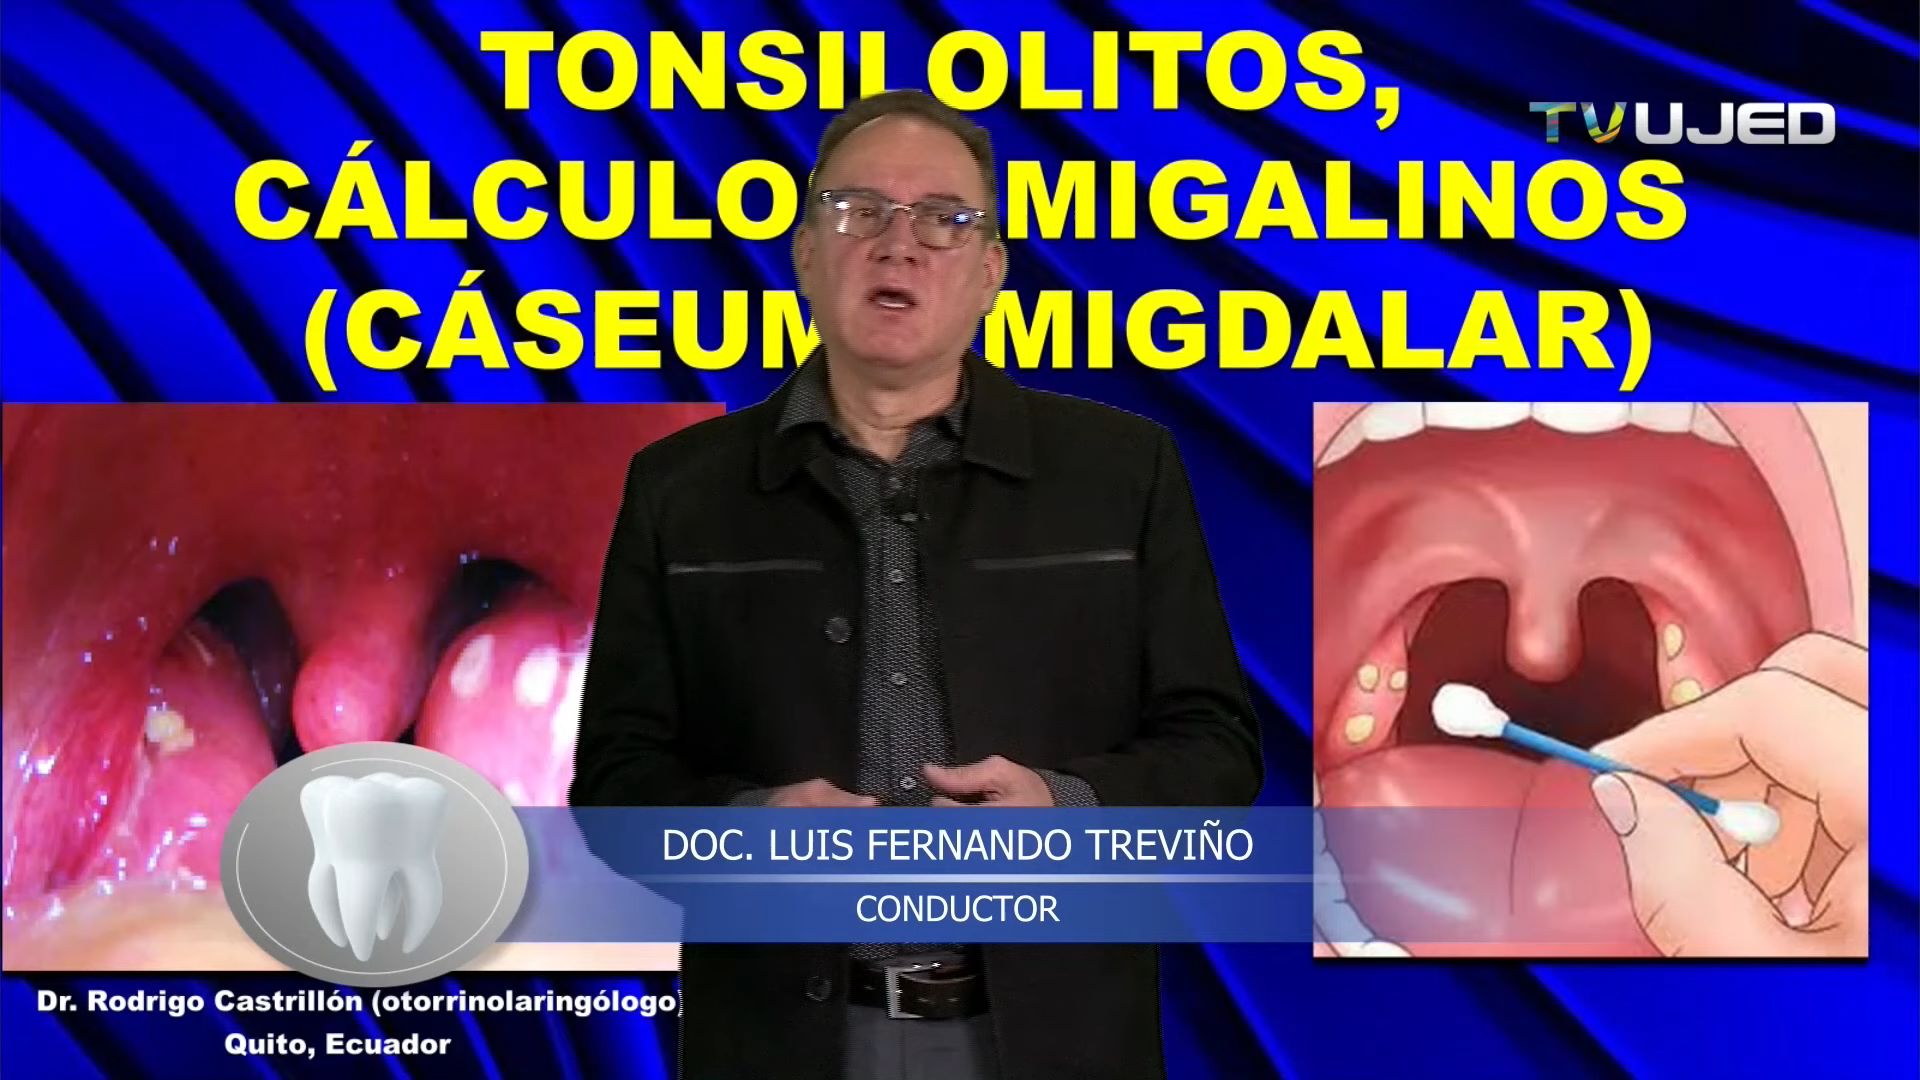 TONSILOLITOS,
TVUJED
CÁLCULO MIGALINOS
(CÁSEUM MIGDALAR)
DOC. LUIS FERNANDO TREVIÑO
CONDUCTOR
Dr. Rodrigo Castrillón (otorrinolaringólogo)
Quito, Ecuador